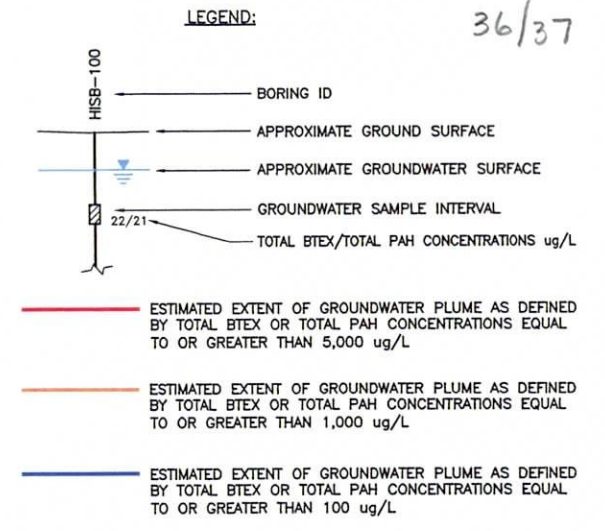 LEGEND:
36/37
HISB-100
BORING ID
APPROXIMATE GROUND SURFACE
APPROXIMATE GROUNDWATER SURFACE
GROUNDWATER SAMPLE INTERVAL
22/21
TOTAL BTEX/TOTAL PAH CONCENTRATIONS ug/L
ESTIMATED EXTENT OF GROUNDWATER PLUME AS DEFINED
BY TOTAL BTEX OR TOTAL PAH CONCENTRATIONS EQUAL
TO OR GREATER THAN 5,000 ug/L
ESTIMATED EXTENT OF GROUNDWATER PLUME AS DEFINED
BY TOTAL BTEX OR TOTAL PAH CONCENTRATIONS EQUAL
TO OR GREATER THAN 1,000 ug/L
ESTIMATED EXTENT OF GROUNDWATER PLUME AS DEFINED
BY TOTAL BTEX OR TOTAL PAH CONCENTRATIONS EQUAL
TO OR GREATER THAN 100 ug/L